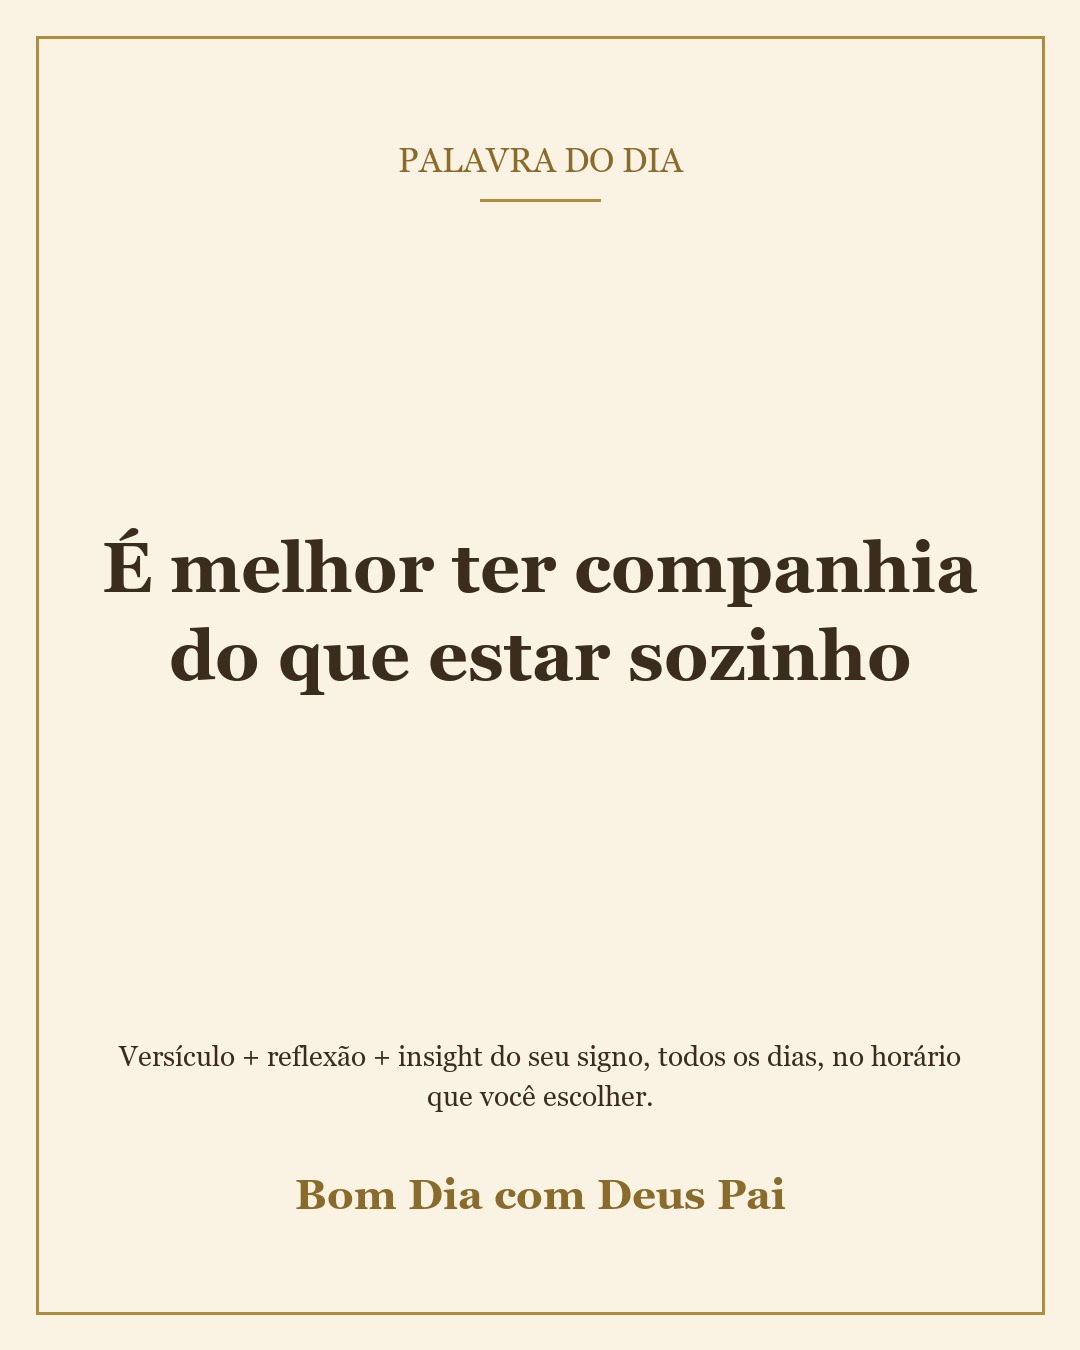 PALAVRA DO DIA
É melhor ter companhia
do que estar sozinho
Versículo + reflexão + insight do seu signo, todos os dias, no horário
que você escolher.
Bom Dia com Deus Pai